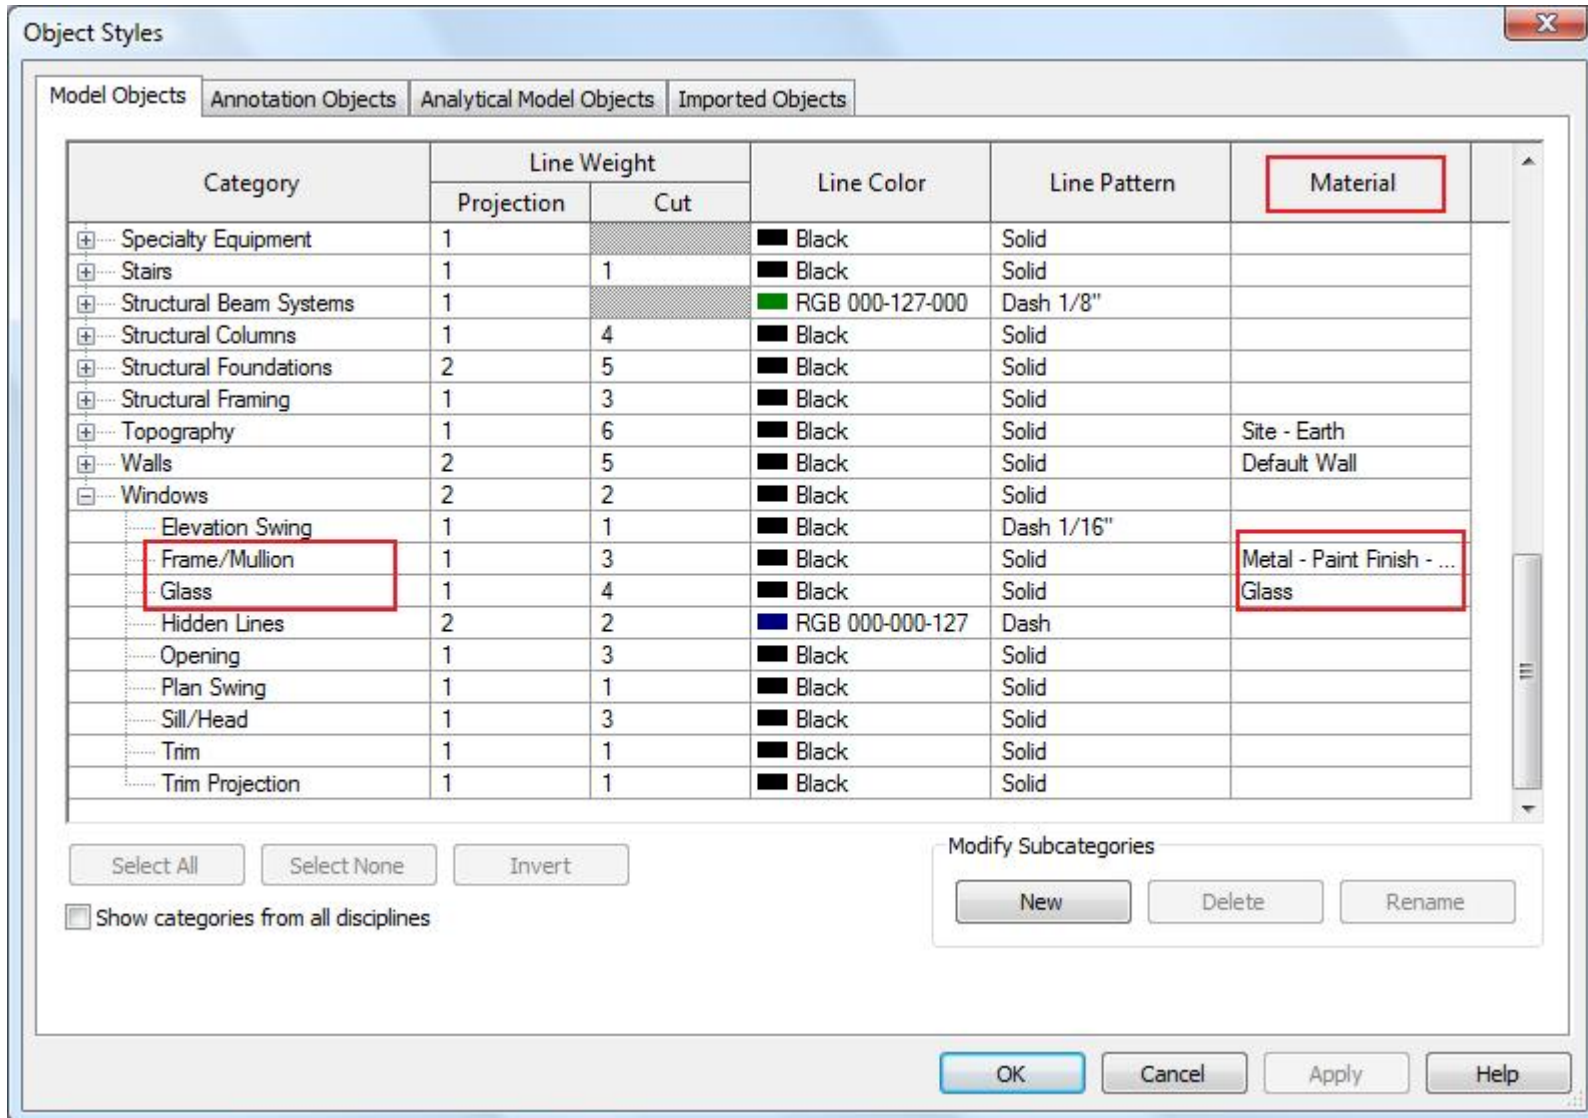 Object Styles
Model Objects Annotation Objects Analytical Model Objects Imported Objects
Category Line Weight Line Color Line Pattern Material
Projection Cut
Specialty Equipment 1 Black Solid
Stairs 1 1 Black Solid
Structural Beam Systems 1 RGB 000-127-000 Dash 1/8"
Structural Columns 1 4 Black Solid
Structural Foundations 2 5 Black Solid
Structural Framing 1 3 Black Solid
Topography 1 6 Black Solid Site - Earth
Walls 2 5 Black Solid Default Wall
Windows 2 2 Black Solid
Elevation Swing 1 1 Black Dash 1/16"
Frame/Mullion 1 3 Black Solid Metal - Paint Finish - ...
Glass 1 4 Black Solid Glass
Hidden Lines 2 2 RGB 000-000-127 Dash
Opening 1 3 Black Solid
Plan Swing 1 1 Black Solid
Sill/Head 1 3 Black Solid
Trim 1 1 Black Solid
Trim Projection 1 1 Black Solid
Select All Select None Invert
Modify Subcategories
New Delete Rename
Show categories from all disciplines
OK Cancel Apply Help